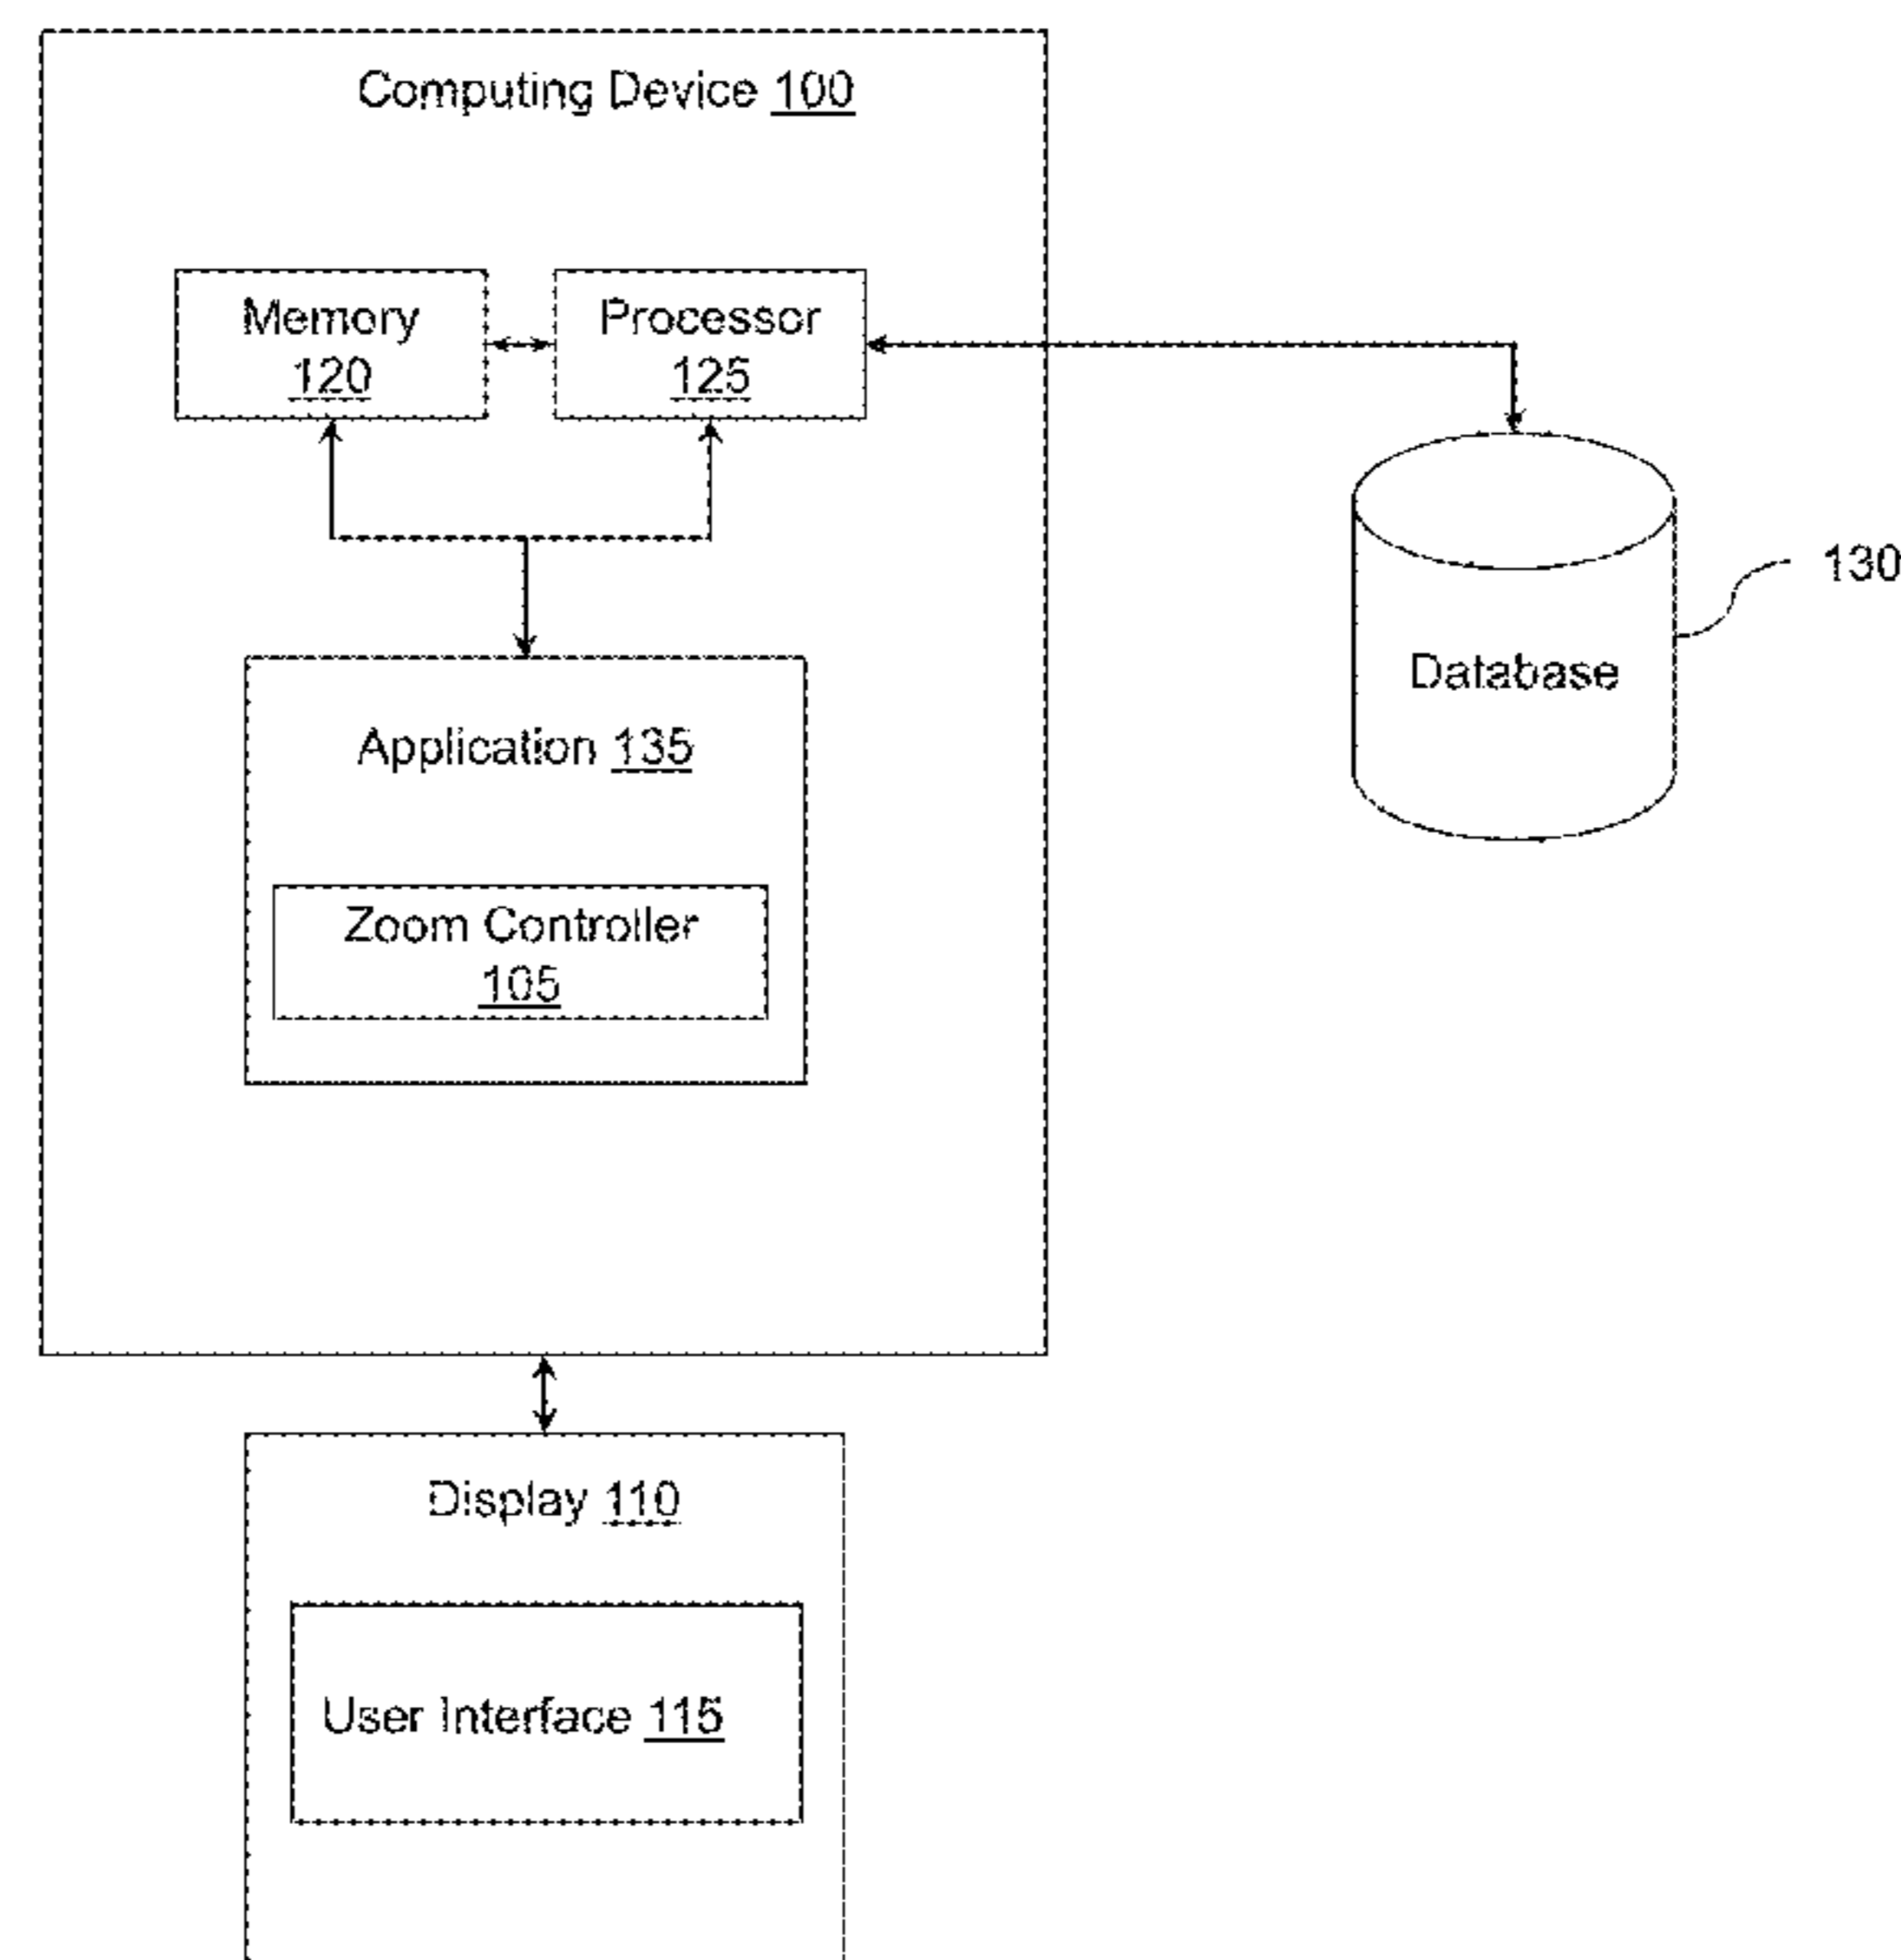 Computing Device 100
Memory
120
Processor
125
130
Database
Application 135
Zoom Controller
105
Display 110
User Interface 115